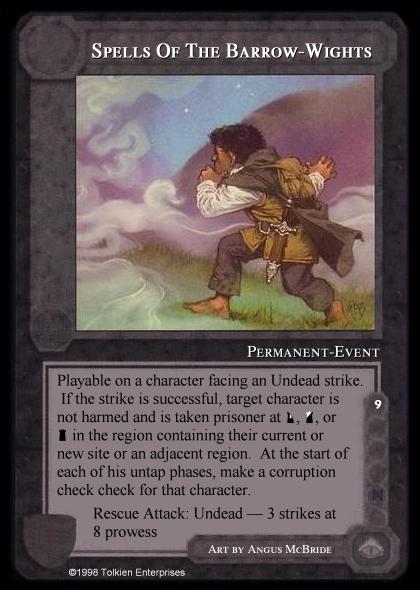 Spells Of The Barrow-Wights
Permanent-Event
Playable on a character facing an Undead strike.
If the strike is successful, target character is
not harmed and is taken prisoner at , , or
in the region containing their current or
new site or an adjacent region. At the start of
each of his untap phases, make a corruption
check check for that character.
9
Rescue Attack: Undead — 3 strikes at
8 prowess
Art by Angus McBride
©1998 Tolkien Enterprises